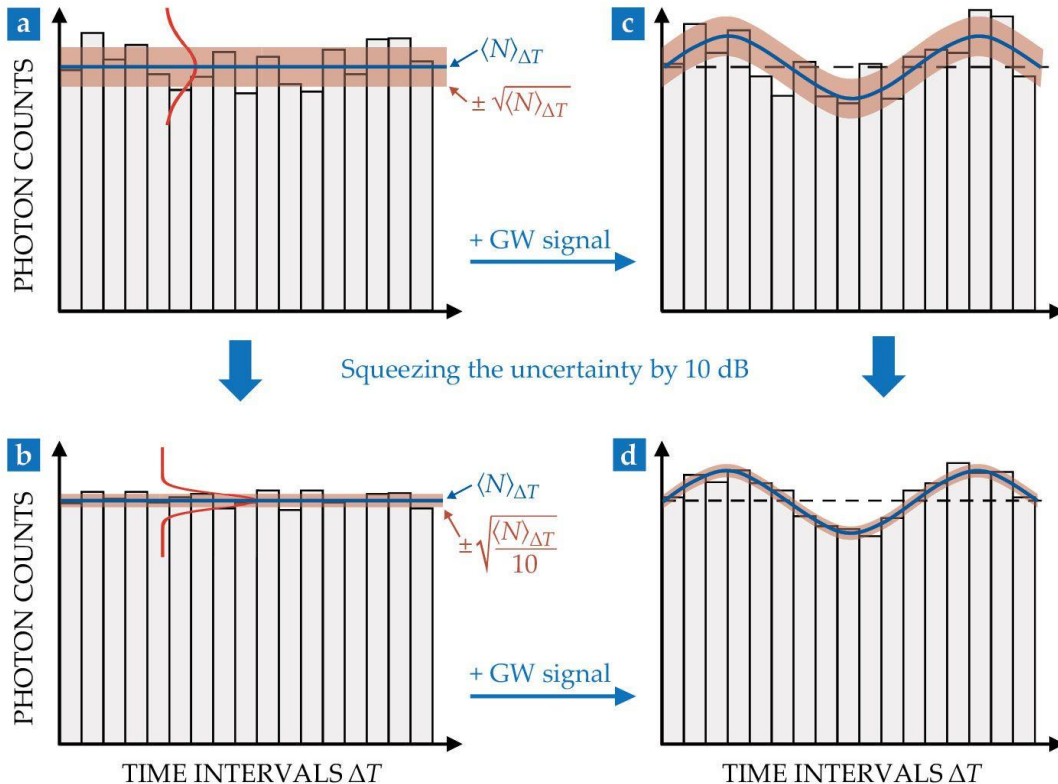 a
c
PHOTON COUNTS
⟨N⟩ΔT
± √⟨N⟩ΔT
+ GW signal
Squeezing the uncertainty by 10 dB
b
d
PHOTON COUNTS
⟨N⟩ΔT
± √(⟨N⟩ΔT/10)
+ GW signal
TIME INTERVALS ΔT
TIME INTERVALS ΔT